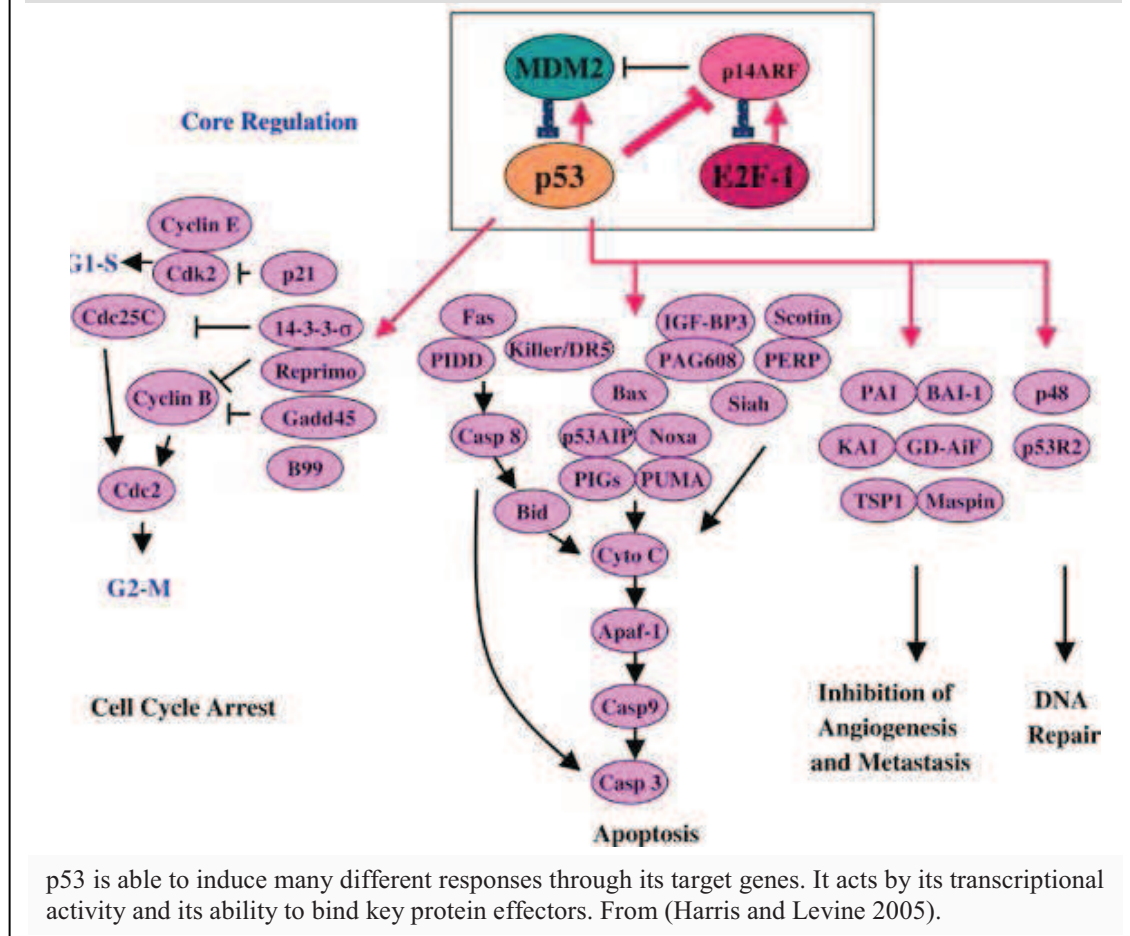 MDM2
p14ARF
Core Regulation
p53
E2F-1
Cyclin E
G1-S
Cdk2
p21
Cdc25C
14-3-3-σ
Reprimo
Cyclin B
Gadd45
B99
Cdc2
G2-M
Cell Cycle Arrest
Fas
PIDD
Killer/DR5
IGF-BP3
Scotin
PAG608
PERP
Bax
Siah
Casp 8
p53AIP
Noxa
PIGs
PUMA
Bid
Cyto C
Apaf-1
Casp9
Casp 3
Apoptosis
PAI
BAI-1
KAI
GD-AiF
TSP1
Maspin
Inhibition of
Angiogenesis
and Metastasis
p48
p53R2
DNA
Repair
p53 is able to induce many different responses through its target genes. It acts by its transcriptional
activity and its ability to bind key protein effectors. From (Harris and Levine 2005).